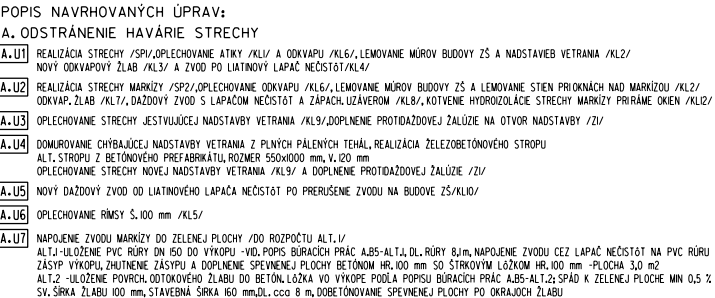 POPIS NAVRHOVANÝCH ÚPRAV:
A. ODSTRÁNENIE HAVÁRIE STRECHY
A.U1 REALIZÁCIA STRECHY /SP1/,OPLECHOVANIE ATIKY /KL1/ A ODKVAPU /KL6/, LEMOVANIE MÚROV BUDOVY ZŠ A NADSTAVIEB VETRANIA /KL2/
NOVÝ ODKVAPOVÝ ŽLAB /KL3/ A ZVOD PO LIATINOVÝ LAPAČ NEČISTÔT/KL4/
A.U2 REALIZÁCIA STRECHY MARKÍZY /SP2/,OPLECHOVANIE ODKVAPU /KL6/, LEMOVANIE MÚROV BUDOVY ZŠ A LEMOVANIE STIEN PRI OKNÁCH NAD MARKÍZOU /KL2/
ODKVAP. ŽLAB /KL7/, DAŽĎOVÝ ZVOD S LAPAČOM NEČISTÔT A ZÁPACH. UZÁVEROM /KL8/, KOTVENIE HYDROIZOLÁCIE STRECHY MARKÍZY PRI RÁME OKIEN /KL12/
A.U3 OPLECHOVANIE STRECHY JESTVUJÚCEJ NADSTAVBY VETRANIA /KL9/,DOPLNENIE PROTIDAŽĎOVEJ ŽALÚZIE NA OTVOR NADSTAVBY /Z1/
A.U4 DOMUROVANIE CHÝBAJÚCEJ NADSTAVBY VETRANIA Z PLNÝCH PÁLENÝCH TEHÁL, REALIZÁCIA ŽELEZOBETÓNOVÉHO STROPU
ALT. STROPU Z BETÓNOVÉHO PREFABRIKÁTU, ROZMER 550x1000 mm, V. 120 mm
OPLECHOVANIE STRECHY NOVEJ NADSTAVBY VETRANIA /KL9/ A DOPLNENIE PROTIDAŽĎOVEJ ŽALÚZIE /Z1/
A.U5 NOVÝ DAŽĎOVÝ ZVOD OD LIATINOVÉHO LAPAČA NEČISTÔT PO PRERUŠENIE ZVODU NA BUDOVE ZŠ/KL10/
A.U6 OPLECHOVANIE RÍMSY Š. 100 mm /KL5/
A.U7 NAPOJENIE ZVODU MARKÍZY DO ZELENEJ PLOCHY /DO ROZPOČTU ALT. 1/
ALT.1-ULOŽENIE PVC RÚRY DN 150 DO VÝKOPU -VID. POPIS BÚRACÍCH PRÁC A.B5-ALT.1, DL. RÚRY 8,1m, NAPOJENIE ZVODU CEZ LAPAČ NEČISTÔT NA PVC RÚRU
ZÁSYP VÝKOPU, ZHUTNENIE ZÁSYPU A DOPLNENIE SPEVNENEJ PLOCHY BETÓNOM HR. 100 mm SO ŠTRKOVÝM LÔŽKOM HR. 100 mm -PLOCHA 3,0 m2
ALT.2 -ULOŽENIE POVRCH. ODTOKOVÉHO ŽLABU DO BETÓN. LÔŽKA VO VÝKOPE PODĽA POPISU BÚRACÍCH PRÁC A.B5-ALT.2; SPÁD K ZELENEJ PLOCHE MIN 0,5 %
SV. ŠÍRKA ŽLABU 100 mm, STAVEBNÁ ŠÍRKA 160 mm,DL. cca 8 m, DOBETÓNOVANIE SPEVNENEJ PLOCHY PO OKRAJOCH ŽLABU